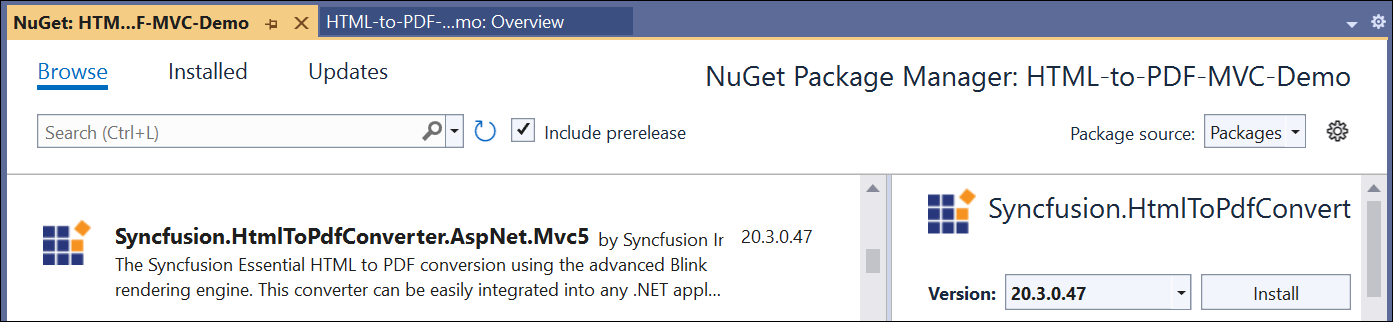 NuGet: HTM...F-MVC-Demo
HTML-to-PDF-...mo: Overview
Browse
Installed
Updates
NuGet Package Manager: HTML-to-PDF-MVC-Demo
Search (Ctrl+L)
Include prerelease
Package source:
Packages
Syncfusion.HtmlToPdfConverter.AspNet.Mvc5 by Syncfusion Ir 20.3.0.47
The Syncfusion Essential HTML to PDF conversion using the advanced Blink
rendering engine. This converter can be easily integrated into any .NET appl...
Syncfusion.HtmlToPdfConvert
Version:
20.3.0.47
Install